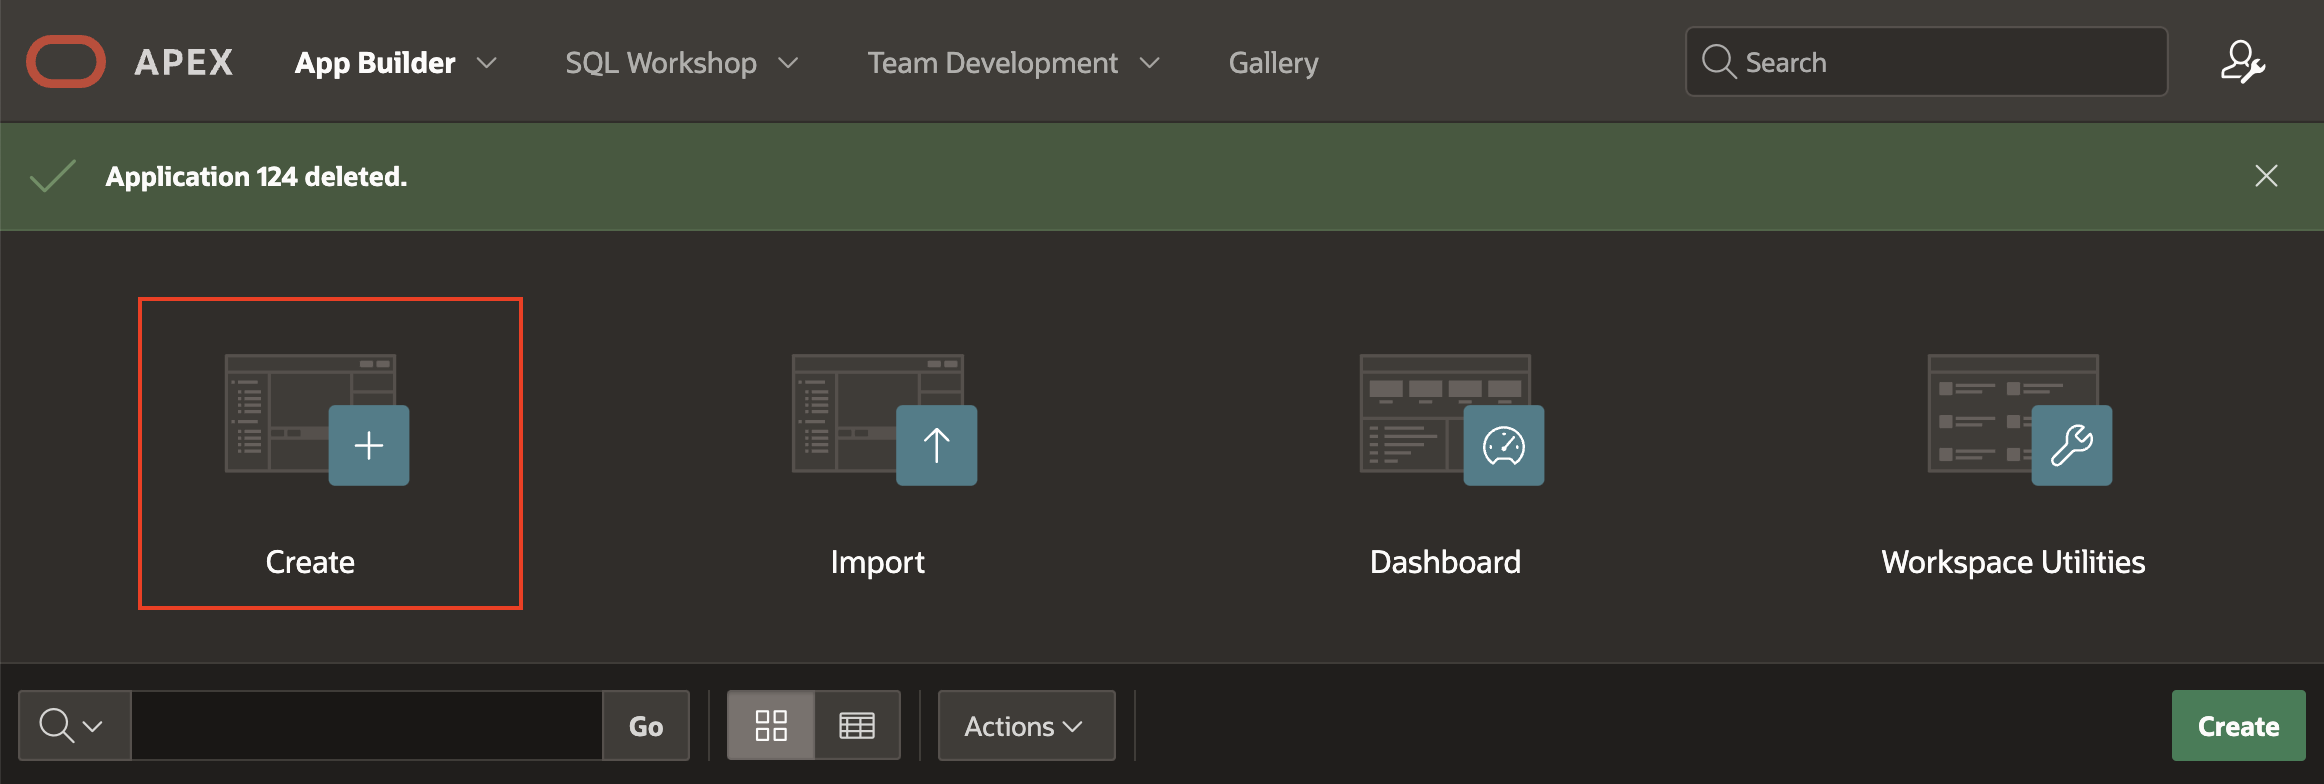 APEX App Builder SQL Workshop Team Development Gallery Search
Application 124 deleted.
Create Import Dashboard Workspace Utilities
Go Actions Create